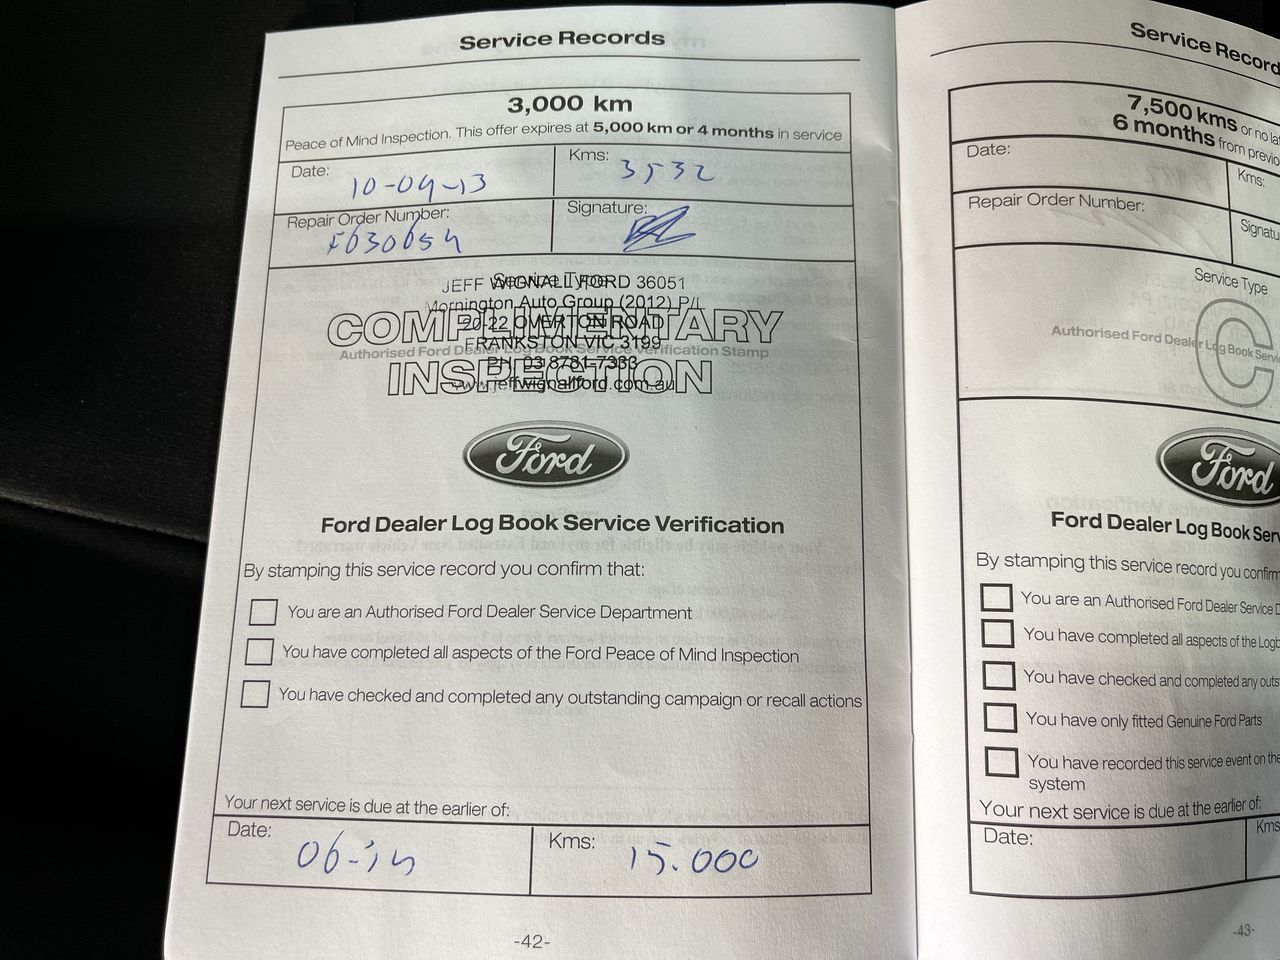 Service Records
3,000 km
Peace of Mind Inspection. This offer expires at 5,000 km or 4 months in service
Date: 10-04-13
Kms: 3532
Repair Order Number:
Signature:
Service Type
JEFF WIGNALL FORD 36051
Mornington Auto Group (2012) P/L
20-22 OVERTON ROAD
FRANKSTON VIC 3199
PH 03 8781-7333
www.jeffwignallford.com.au
COMPLIMENTARY
Authorised Ford Dealer Log Book Service Verification Stamp
INSPECTION
Ford
Ford Dealer Log Book Service Verification
By stamping this service record you confirm that:
You are an Authorised Ford Dealer Service Department
You have completed all aspects of the Ford Peace of Mind Inspection
You have checked and completed any outstanding campaign or recall actions
Your next service is due at the earlier of:
Date: 06-14
Kms: 15.000
-42-
Service Record
7,500 kms or no
6 months from
Date:
Kms:
Repair Order Number:
Service Type
Authorised Ford Dealer Log Book
C
Ford
Ford Dealer Log Book
By stamping this service record you confirm
You are an Authorised Ford Dealer Service
You have completed all aspects of the
You have checked and completed any
You have only fitted Genuine Ford Parts
You have recorded this service event on the
system
Your next service is due at the earlier of:
Date:
Kms
-43-